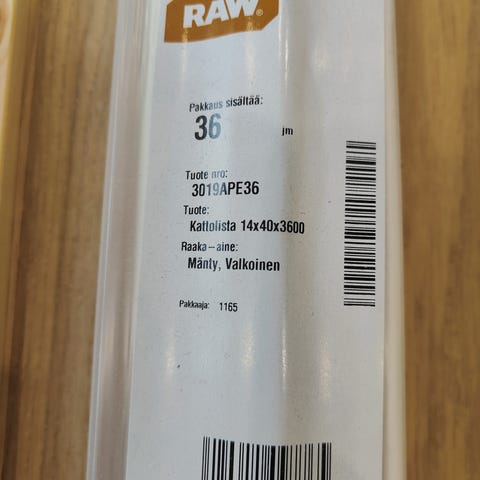 RAW®
Pakkaus sisältää:
36 jm
Tuote nro:
3019APE36
Tuote:
Kattolista 14x40x3600
Raaka-aine:
Mänty, Valkoinen
Pakkaaja: 1165